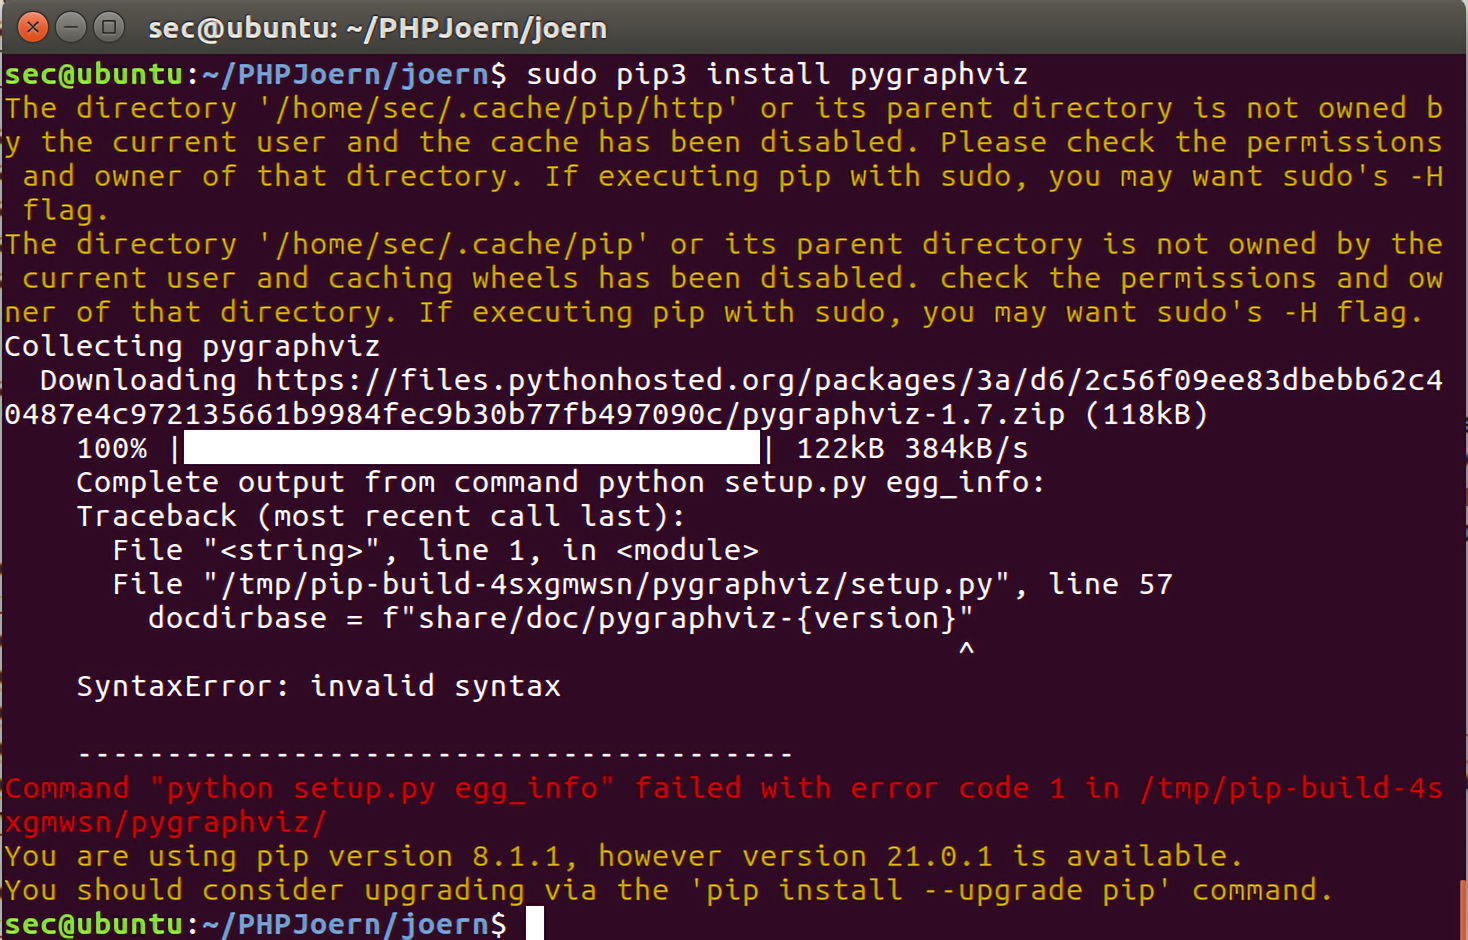 sec@ubuntu: ~/PHPJoern/joern
sec@ubuntu:~/PHPJoern/joern$ sudo pip3 install pygraphviz
The directory '/home/sec/.cache/pip/http' or its parent directory is not owned b
y the current user and the cache has been disabled. Please check the permissions
 and owner of that directory. If executing pip with sudo, you may want sudo's -H
 flag.
The directory '/home/sec/.cache/pip' or its parent directory is not owned by the
 current user and caching wheels has been disabled. check the permissions and ow
ner of that directory. If executing pip with sudo, you may want sudo's -H flag.
Collecting pygraphviz
  Downloading https://files.pythonhosted.org/packages/3a/d6/2c56f09ee83dbebb62c4
0487e4c972135661b9984fec9b30b77fb497090c/pygraphviz-1.7.zip (118kB)
    100% |████████████████████████████████| 122kB 384kB/s
    Complete output from command python setup.py egg_info:
    Traceback (most recent call last):
      File "<string>", line 1, in <module>
      File "/tmp/pip-build-4sxgmwsn/pygraphviz/setup.py", line 57
        docdirbase = f"share/doc/pygraphviz-{version}"
                                                     ^
    SyntaxError: invalid syntax

    ----------------------------------------
Command "python setup.py egg_info" failed with error code 1 in /tmp/pip-build-4s
xgmwsn/pygraphviz/
You are using pip version 8.1.1, however version 21.0.1 is available.
You should consider upgrading via the 'pip install --upgrade pip' command.
sec@ubuntu:~/PHPJoern/joern$